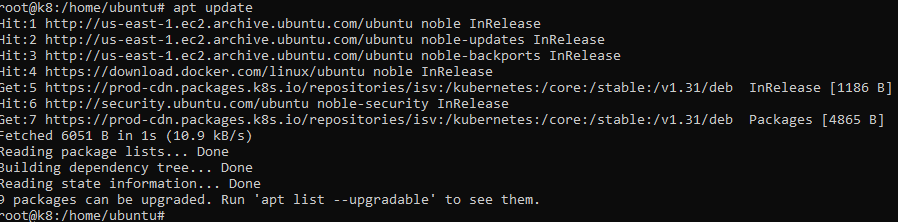 root@k8:/home/ubuntu# apt update
Hit:1 http://us-east-1.ec2.archive.ubuntu.com/ubuntu noble InRelease
Hit:2 http://us-east-1.ec2.archive.ubuntu.com/ubuntu noble-updates InRelease
Hit:3 http://us-east-1.ec2.archive.ubuntu.com/ubuntu noble-backports InRelease
Hit:4 https://download.docker.com/linux/ubuntu noble InRelease
Get:5 https://prod-cdn.packages.k8s.io/repositories/isv:/kubernetes:/core:/stable:/v1.31/deb  InRelease [1186 B]
Hit:6 http://security.ubuntu.com/ubuntu noble-security InRelease
Get:7 https://prod-cdn.packages.k8s.io/repositories/isv:/kubernetes:/core:/stable:/v1.31/deb  Packages [4865 B]
Fetched 6051 B in 1s (10.9 kB/s)
Reading package lists... Done
Building dependency tree... Done
Reading state information... Done
9 packages can be upgraded. Run 'apt list --upgradable' to see them.
root@k8:/home/ubuntu#